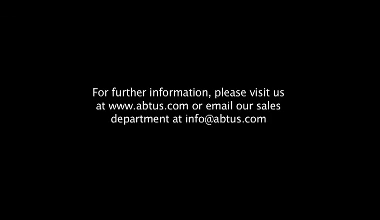 For further information, please visit us
at www.abtus.com or email our sales
department at info@abtus.com